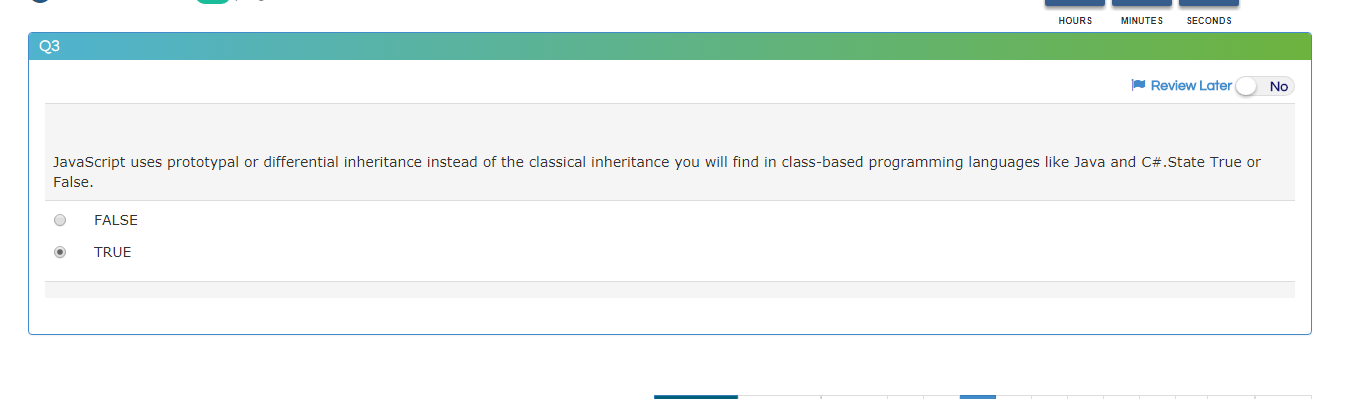 HOURS MINUTES SECONDS
Q3
Review Later No
JavaScript uses prototypal or differential inheritance instead of the classical inheritance you will find in class-based programming languages like Java and C#.State True or
False.
FALSE
TRUE